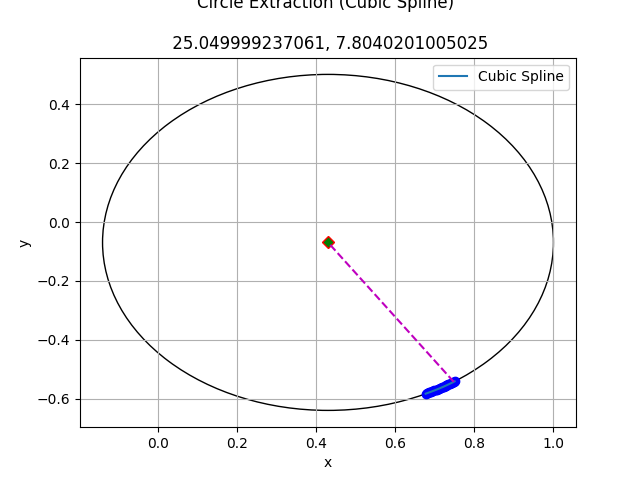 Circle Extraction (Cubic Spline)
25.049999237061, 7.8040201005025
Cubic Spline
0.4
0.2
0.0
−0.2
−0.4
−0.6
y
0.0 0.2 0.4 0.6 0.8 1.0
x